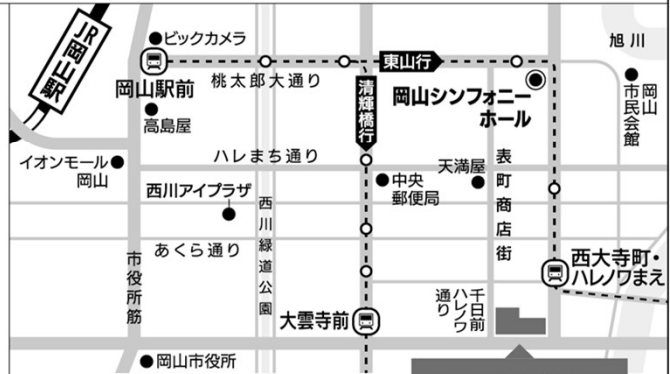 JR岡山駅
ビックカメラ
岡山駅前
桃太郎大通り
東山行
清輝橋行
旭川
岡山シンフォニー
ホール
岡山
市民会館
高島屋
イオンモール
岡山
ハレまち通り
西川アイプラザ
中央
郵便局
天満屋
表町商店街
西川緑道公園
あくら通り
市役所筋
西大寺町・
ハレノワまえ
千日前
ハレノワ
通り
大雲寺前
岡山市役所